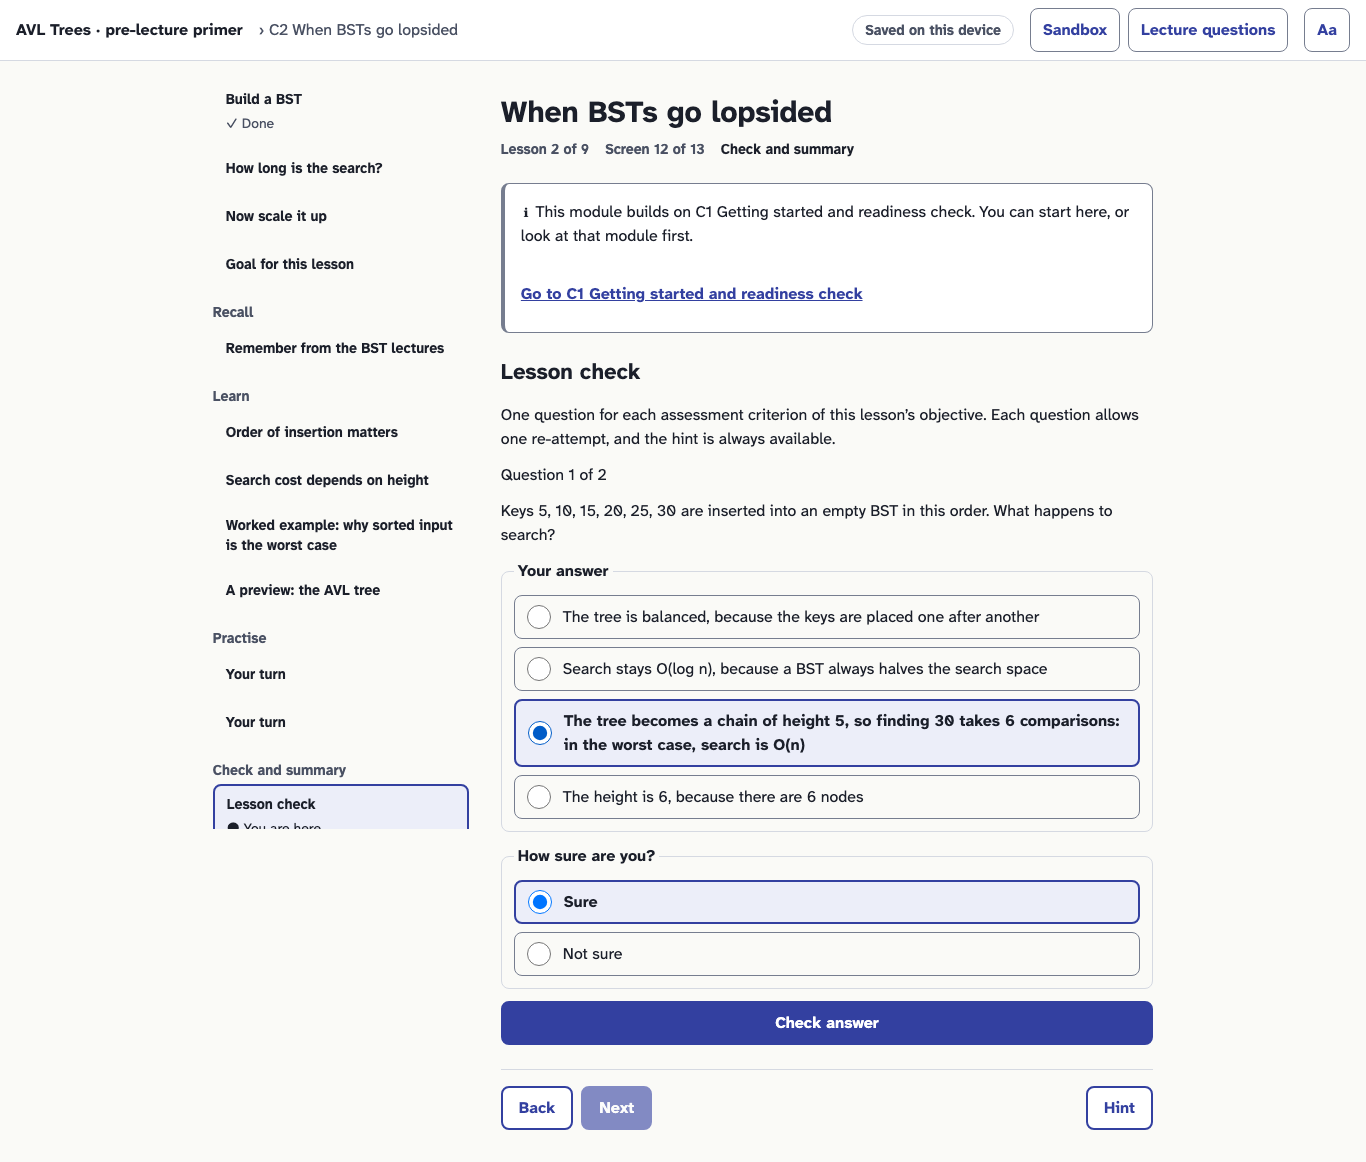 AVL Trees · pre-lecture primer
› C2 When BSTs go lopsided
Saved on this device
Sandbox
Lecture questions
Aa
Build a BST
✓ Done
How long is the search?
Now scale it up
Goal for this lesson
Recall
Remember from the BST lectures
Learn
Order of insertion matters
Search cost depends on height
Worked example: why sorted input
is the worst case
A preview: the AVL tree
Practise
Your turn
Your turn
Check and summary
Lesson check
● You are here
When BSTs go lopsided
Lesson 2 of 9 Screen 12 of 13 Check and summary
ℹ This module builds on C1 Getting started and readiness check. You can start here, or
look at that module first.
Go to C1 Getting started and readiness check
Lesson check
One question for each assessment criterion of this lesson’s objective. Each question allows
one re-attempt, and the hint is always available.
Question 1 of 2
Keys 5, 10, 15, 20, 25, 30 are inserted into an empty BST in this order. What happens to
search?
Your answer
The tree is balanced, because the keys are placed one after another
Search stays O(log n), because a BST always halves the search space
The tree becomes a chain of height 5, so finding 30 takes 6 comparisons:
in the worst case, search is O(n)
The height is 6, because there are 6 nodes
How sure are you?
Sure
Not sure
Check answer
Back
Next
Hint